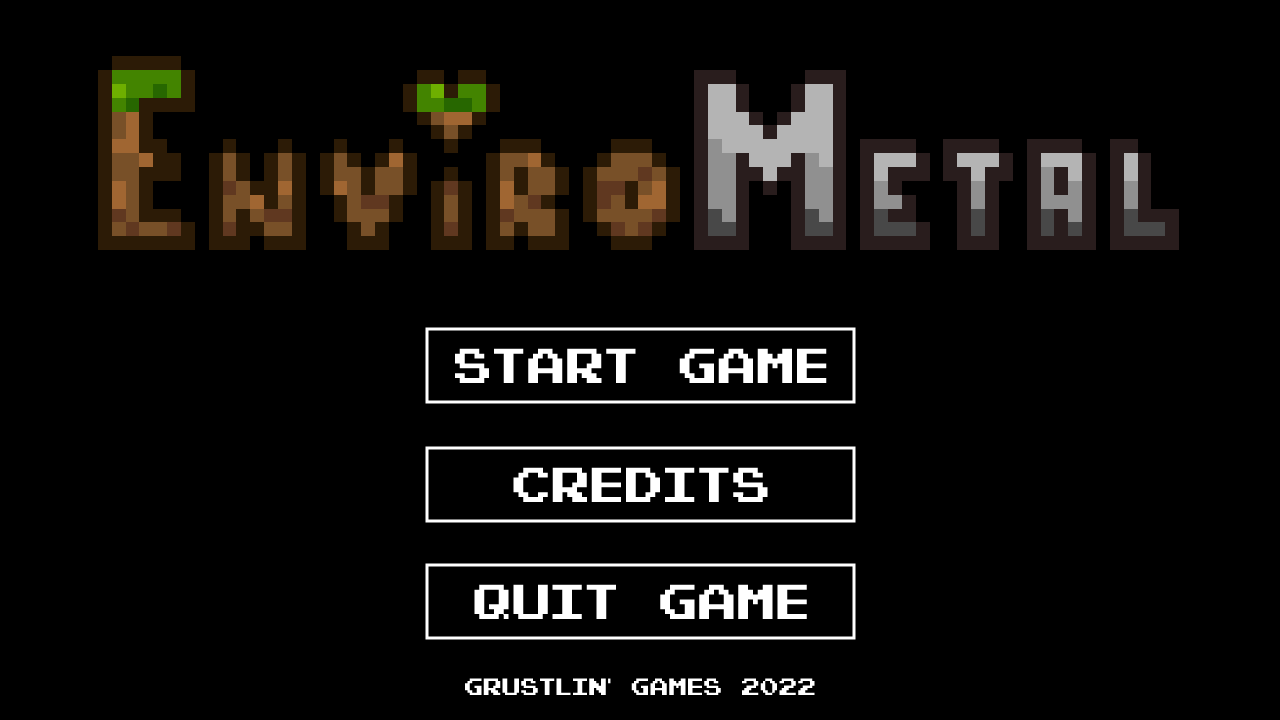 EnviroMetal
START GAME
CREDITS
QUIT GAME
GRUSTLIN' GAMES 2022